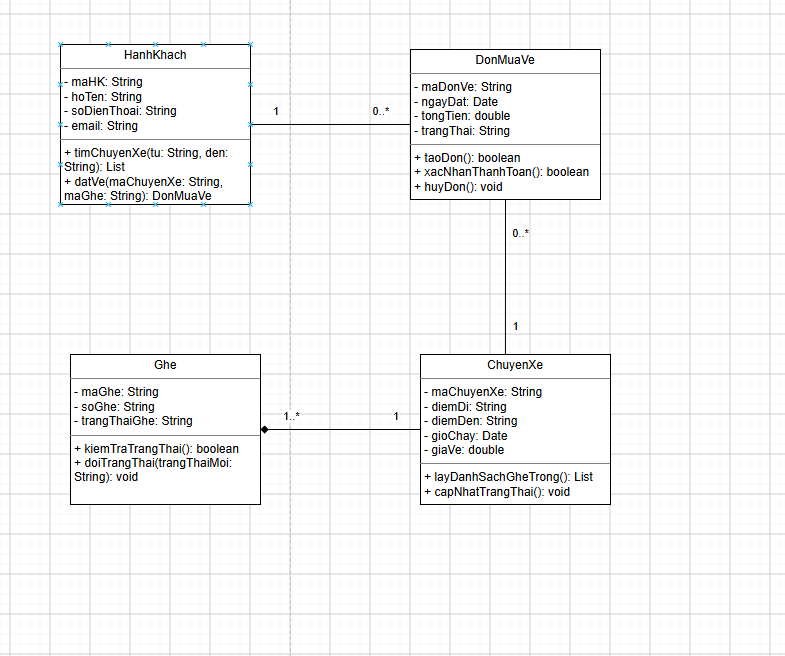 HanhKhach
- maHK: String
- hoTen: String
- soDienThoai: String
- email: String
+ timChuyenXe(tu: String, den:
String): List
+ datVe(maChuyenXe: String,
maGhe: String): DonMuaVe
1
0..*
DonMuaVe
- maDonVe: String
- ngayDat: Date
- tongTien: double
- trangThai: String
+ taoDon(): boolean
+ xacNhanThanhToan(): boolean
+ huyDon(): void
0..*
1
Ghe
- maGhe: String
- soGhe: String
- trangThaiGhe: String
+ kiemTraTrangThai(): boolean
+ doiTrangThai(trangThaiMoi:
String): void
1..*
1
ChuyenXe
- maChuyenXe: String
- diemDi: String
- diemDen: String
- gioChay: Date
- giaVe: double
+ layDanhSachGheTrong(): List
+ capNhatTrangThai(): void